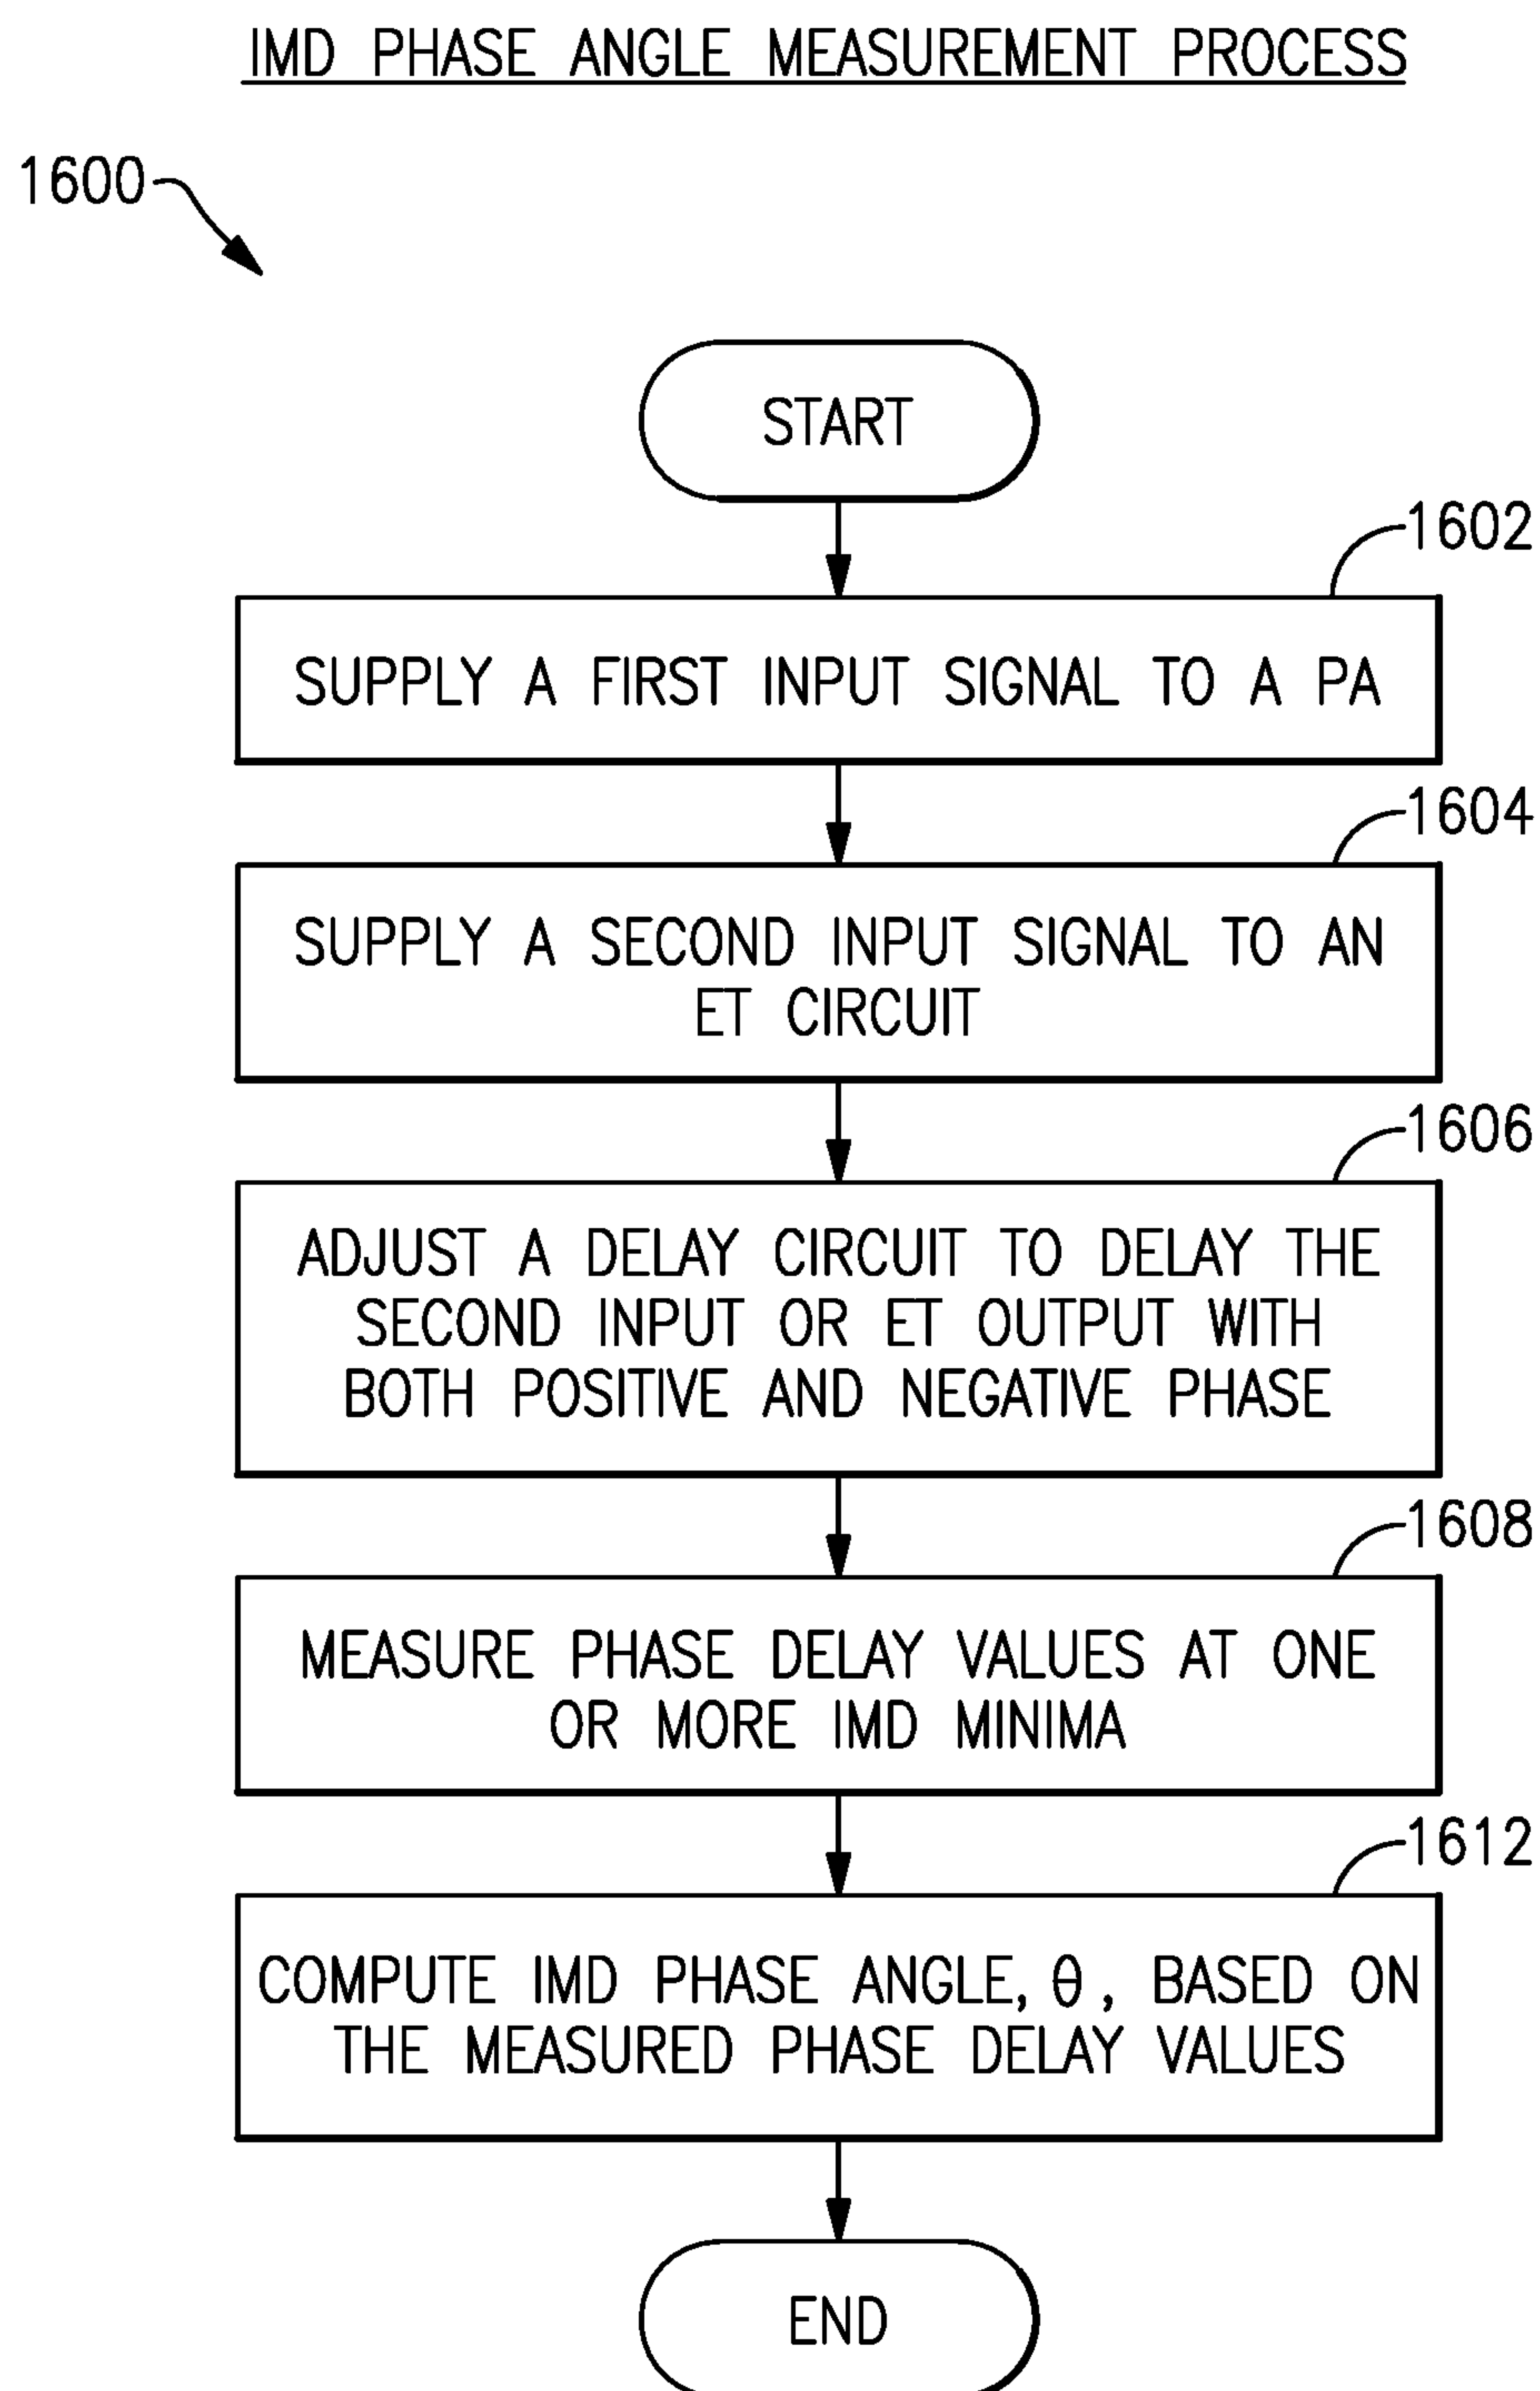 IMD PHASE ANGLE MEASUREMENT PROCESS
1600
START
1602
SUPPLY A FIRST INPUT SIGNAL TO A PA
1604
SUPPLY A SECOND INPUT SIGNAL TO AN
ET CIRCUIT
1606
ADJUST A DELAY CIRCUIT TO DELAY THE
SECOND INPUT OR ET OUTPUT WITH
BOTH POSITIVE AND NEGATIVE PHASE
1608
MEASURE PHASE DELAY VALUES AT ONE
OR MORE IMD MINIMA
1612
COMPUTE IMD PHASE ANGLE, θ, BASED ON
THE MEASURED PHASE DELAY VALUES
END